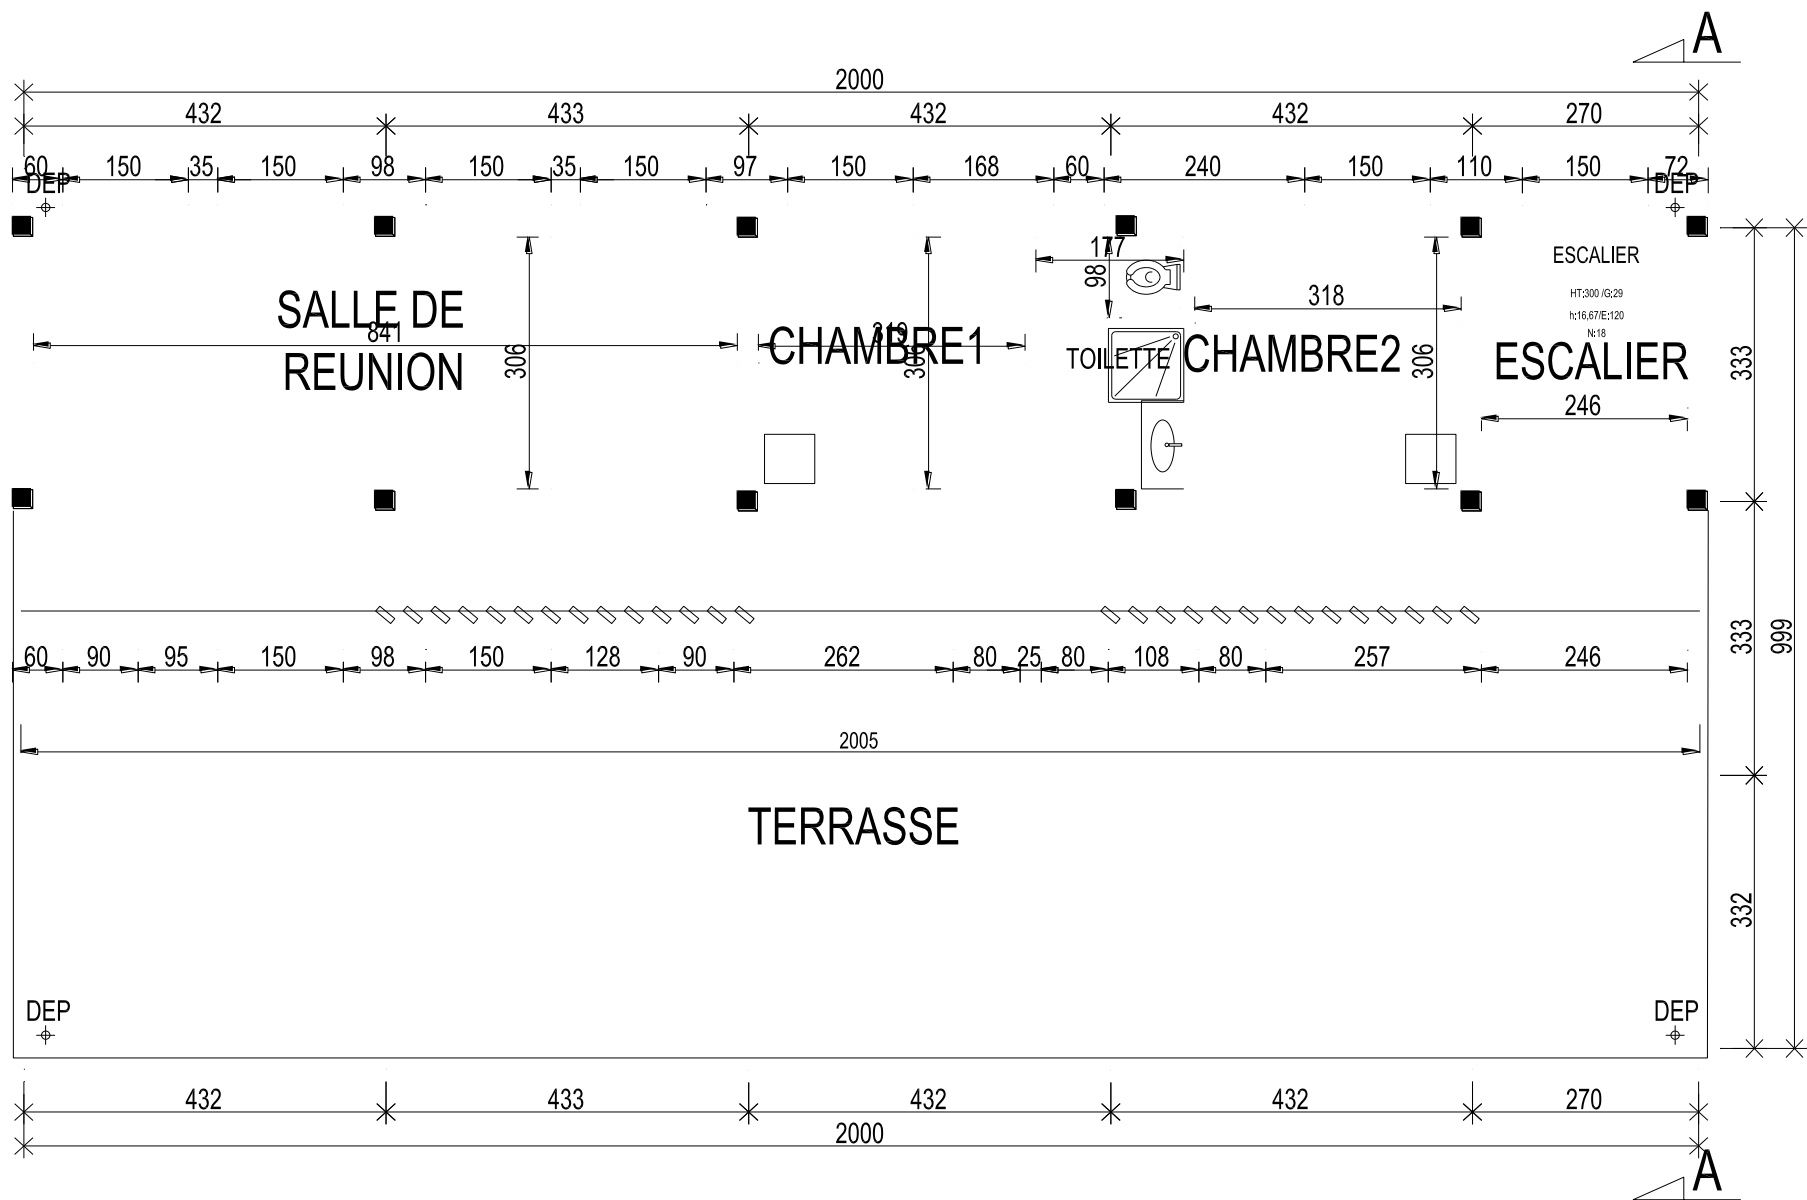 A
2000
432 433 432 432 270
60 150 35 150 98 150 35 150 97 150 168 60 240 150 110 150 72
DEP DEP
177
98
ESCALIER
HT;300 /G;29
h;16,67/E;120
N;18
318
SALLE DE
841
REUNION
306
CHAMBRE1
319
306
TOILETTE
CHAMBRE2
306
ESCALIER
246
333
333
999
332
60 90 95 150 98 150 128 90 262 80 25 80 108 80 257 246
2005
TERRASSE
DEP DEP
432 433 432 432 270
2000
A